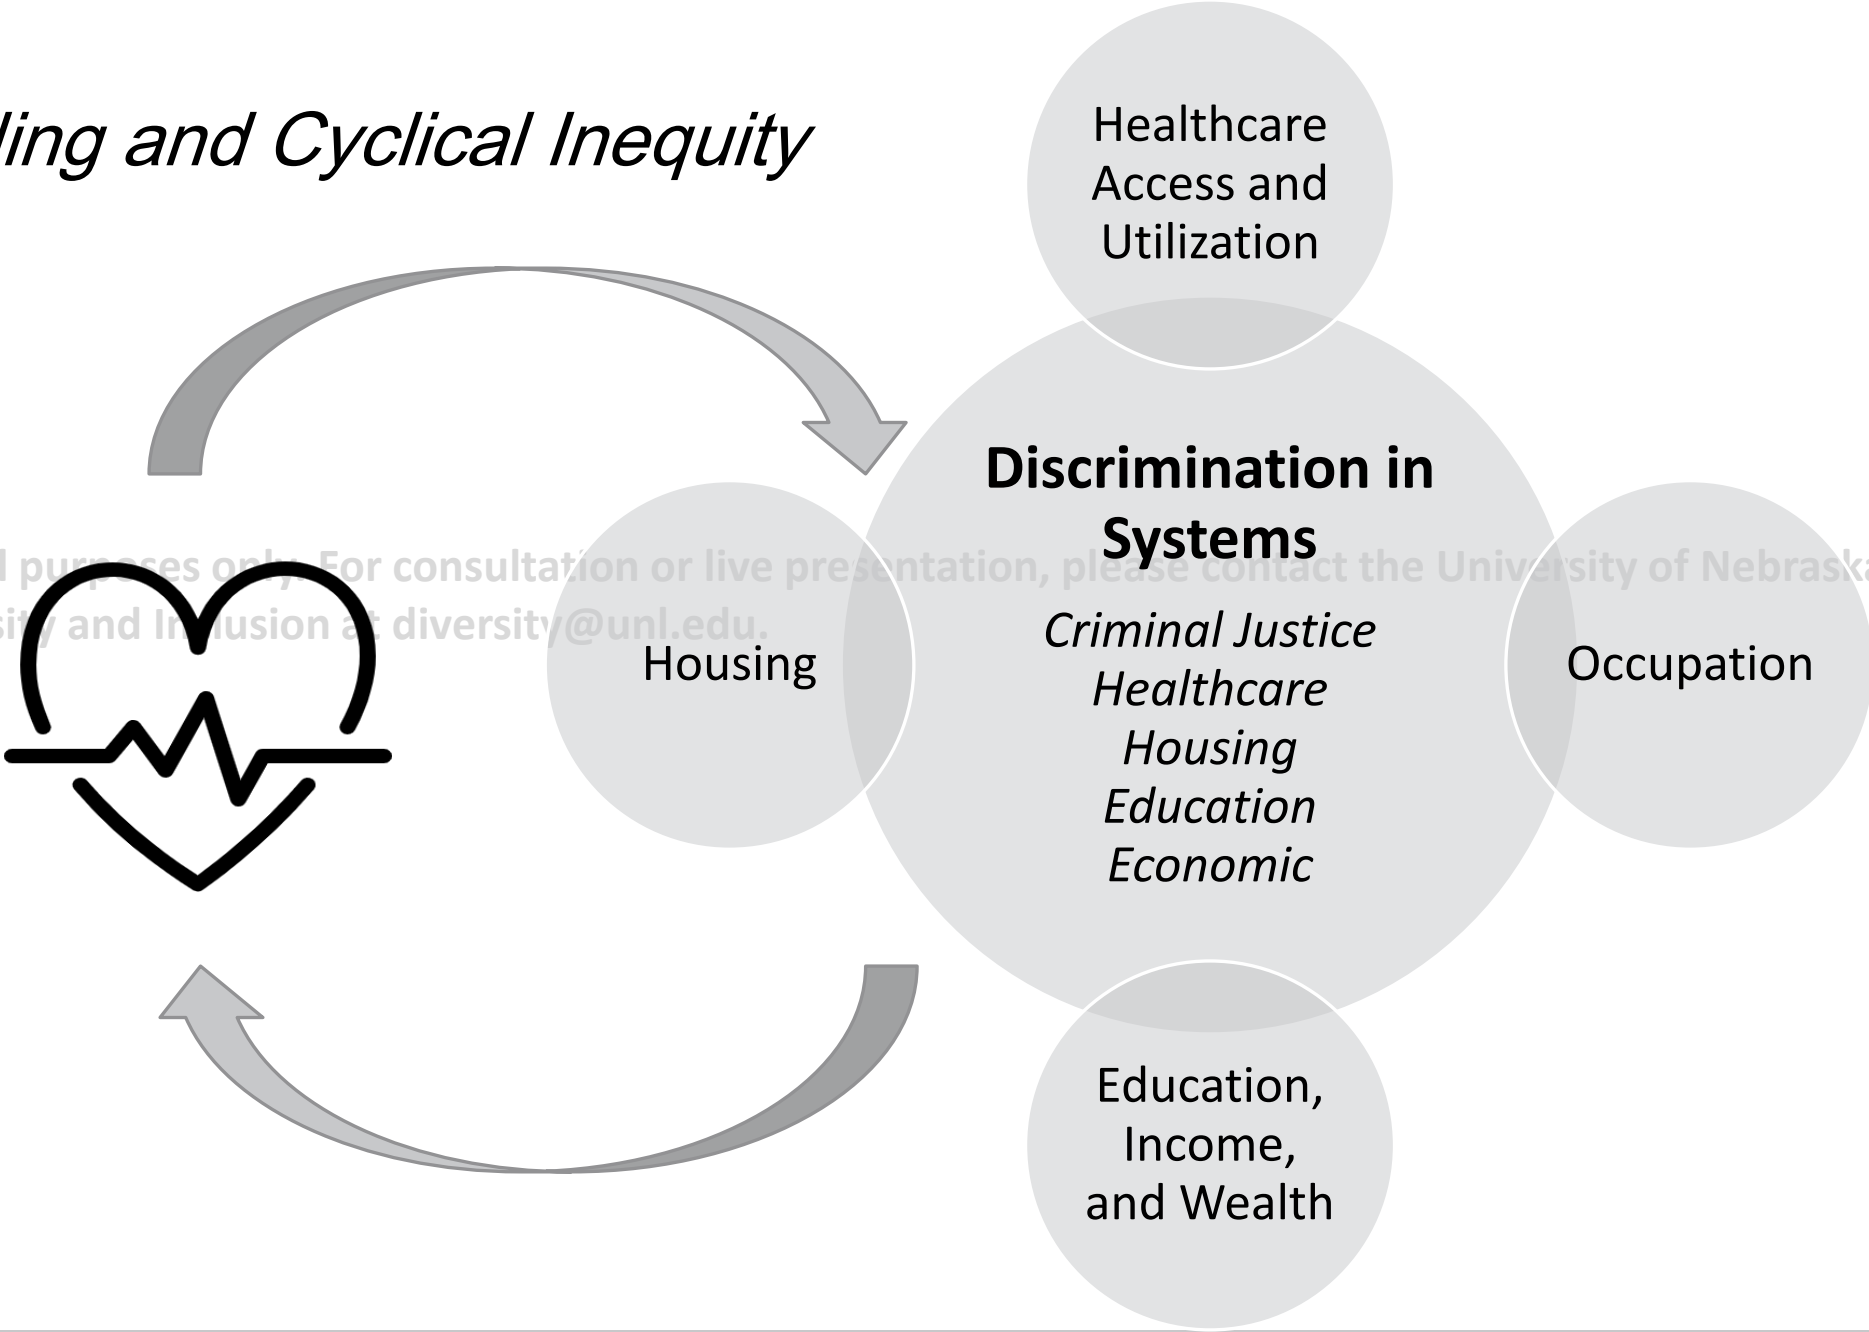 ling and Cyclical Inequity
Healthcare
Access and
Utilization
Discrimination in
Systems
Criminal Justice
Healthcare
Housing
Education
Economic
Housing
Occupation
Education,
Income,
and Wealth
l purposes only. For consultation or live presentation, please contact the University of Nebraska
sity and Inclusion at diversity@unl.edu.